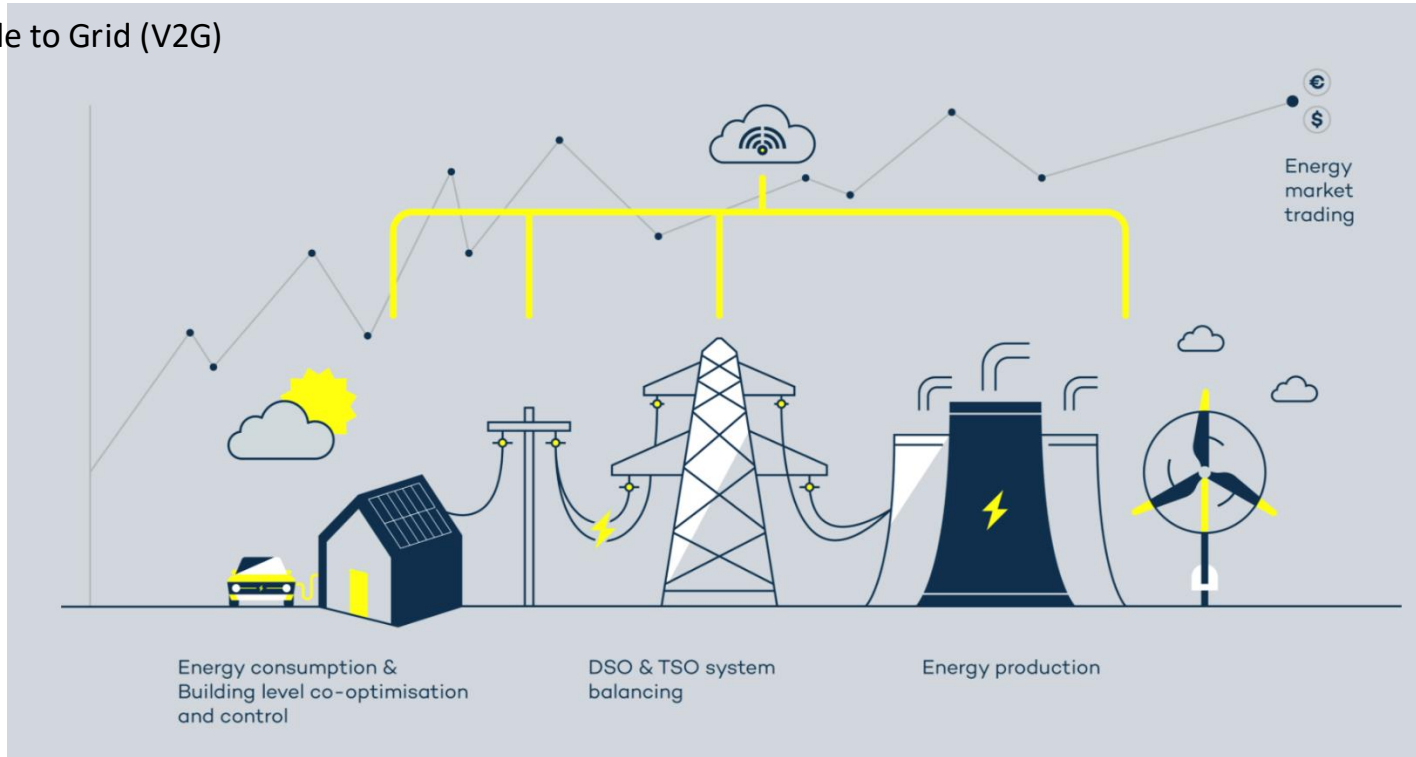 le to Grid (V2G)
€
$
Energy
market
trading
Energy consumption &
Building level co-optimisation
and control
DSO & TSO system
balancing
Energy production